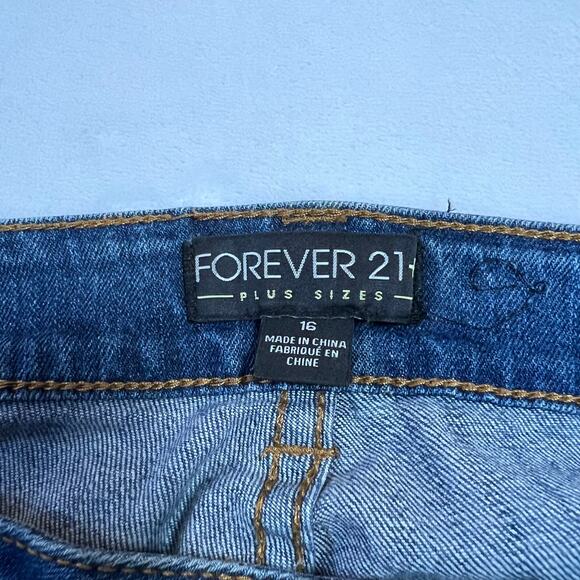 FOREVER 21+
PLUS SIZES
16
MADE IN CHINA
FABRIQUÉ EN
CHINE